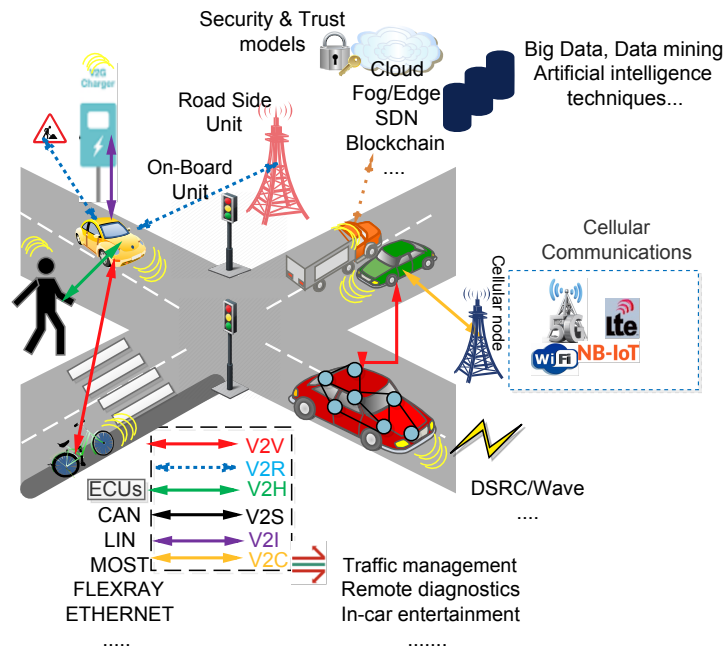 Security & Trust
models
Cloud
Fog/Edge
SDN
Blockchain
....
Big Data, Data mining
Artificial intelligence
techniques...
V2G
Charger
Road Side
Unit
On-Board
Unit
Cellular
Communications
Cellular node
5G
lte
WiFi
NB-IoT
DSRC/Wave
....
V2V
V2R
ECUs
V2H
CAN
V2S
LIN
V2I
MOST
V2C
FLEXRAY
ETHERNET
.....
Traffic management
Remote diagnostics
In-car entertainment
.......